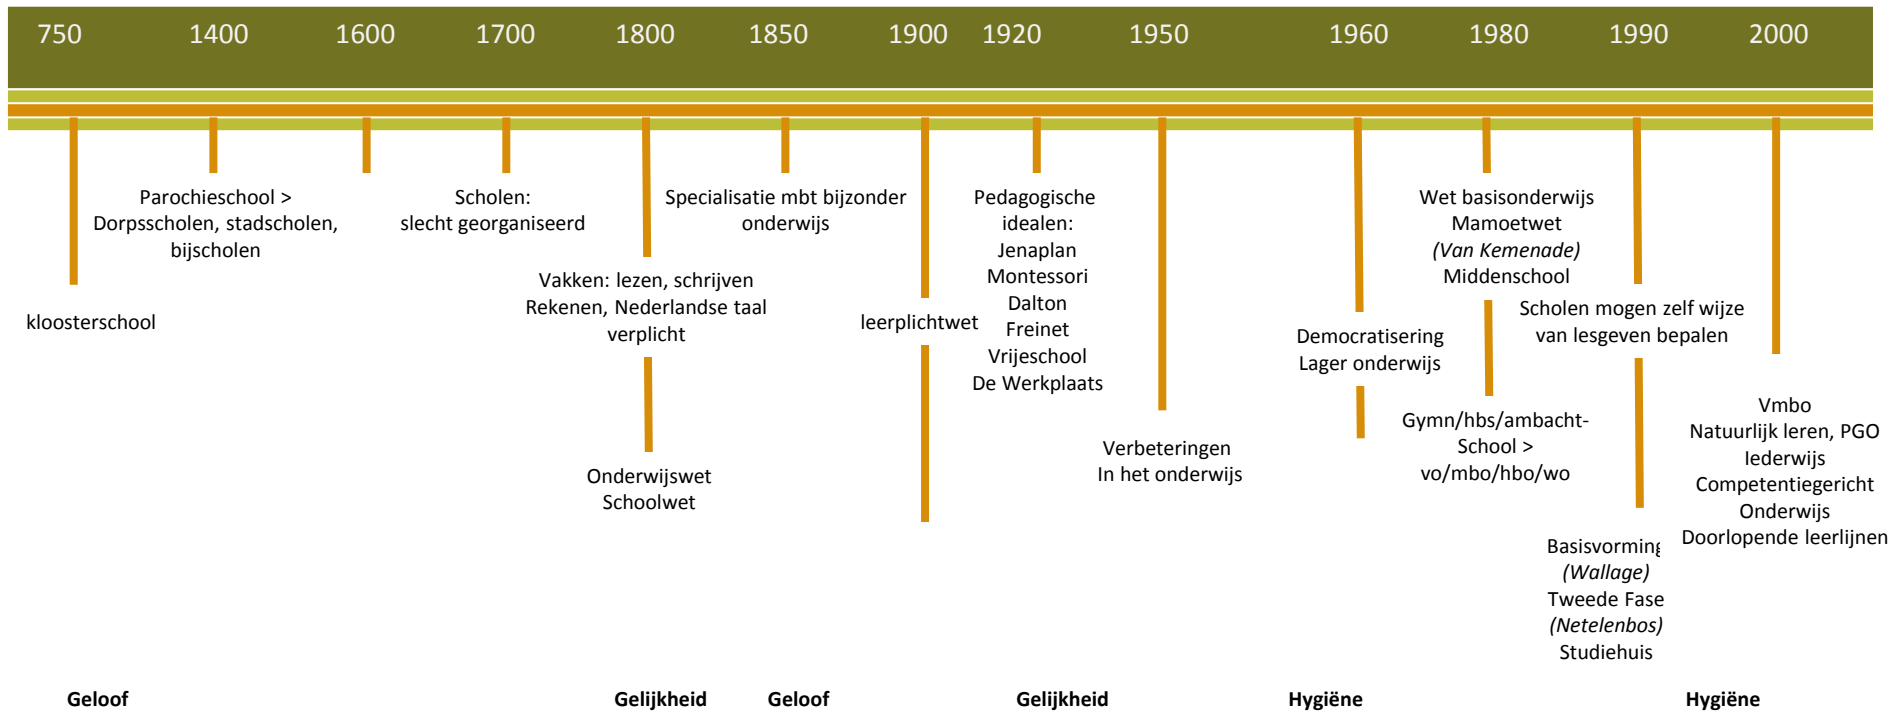 750 1400 1600 1700 1800 1850 1900 1920 1950 1960 1980 1990 2000
kloosterschool
Parochieschool >
Dorpsscholen, stadscholen,
bijscholen
Scholen:
slecht georganiseerd
Vakken: lezen, schrijven
Rekenen, Nederlandse taal
verplicht
Onderwijswet
Schoolwet
Specialisatie mbt bijzonder
onderwijs
leerplichtwet
Pedagogische
idealen:
Jenaplan
Montessori
Dalton
Freinet
Vrijeschool
De Werkplaats
Verbeteringen
In het onderwijs
Democratisering
Lager onderwijs
Wet basisonderwijs
Mamoetwet
(Van Kemenade)
Middenschool
Gymn/hbs/ambacht-
School >
vo/mbo/hbo/wo
Scholen mogen zelf wijze
van lesgeven bepalen
Basisvorming
(Wallage)
Tweede Fase
(Netelenbos)
Studiehuis
Vmbo
Natuurlijk leren, PGO
Iederwijs
Competentiegericht
Onderwijs
Doorlopende leerlijnen
Geloof Gelijkheid Geloof Gelijkheid Hygiëne Hygiëne